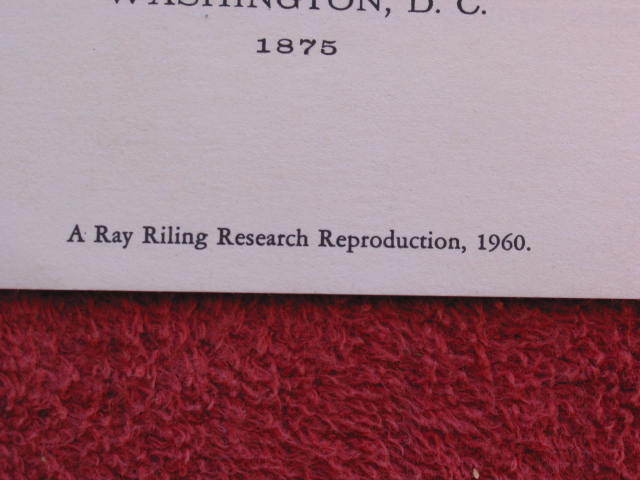 WASHINGTON, D. C.
1875
A Ray Riling Research Reproduction, 1960.